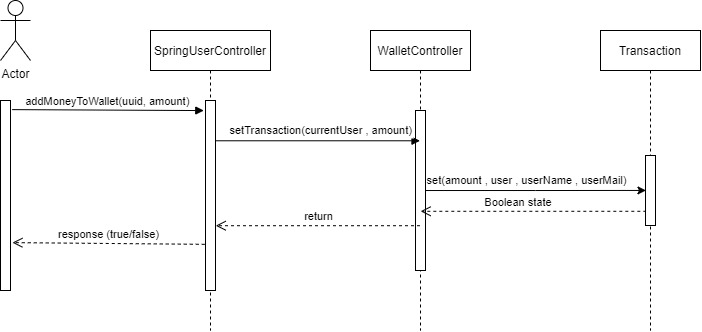 SpringUserController
WalletController
Transaction
Actor
addMoneyToWallet(uuid, amount)
setTransaction(currentUser , amount)
set(amount , user , userName , userMail)
Boolean state
return
response (true/false)